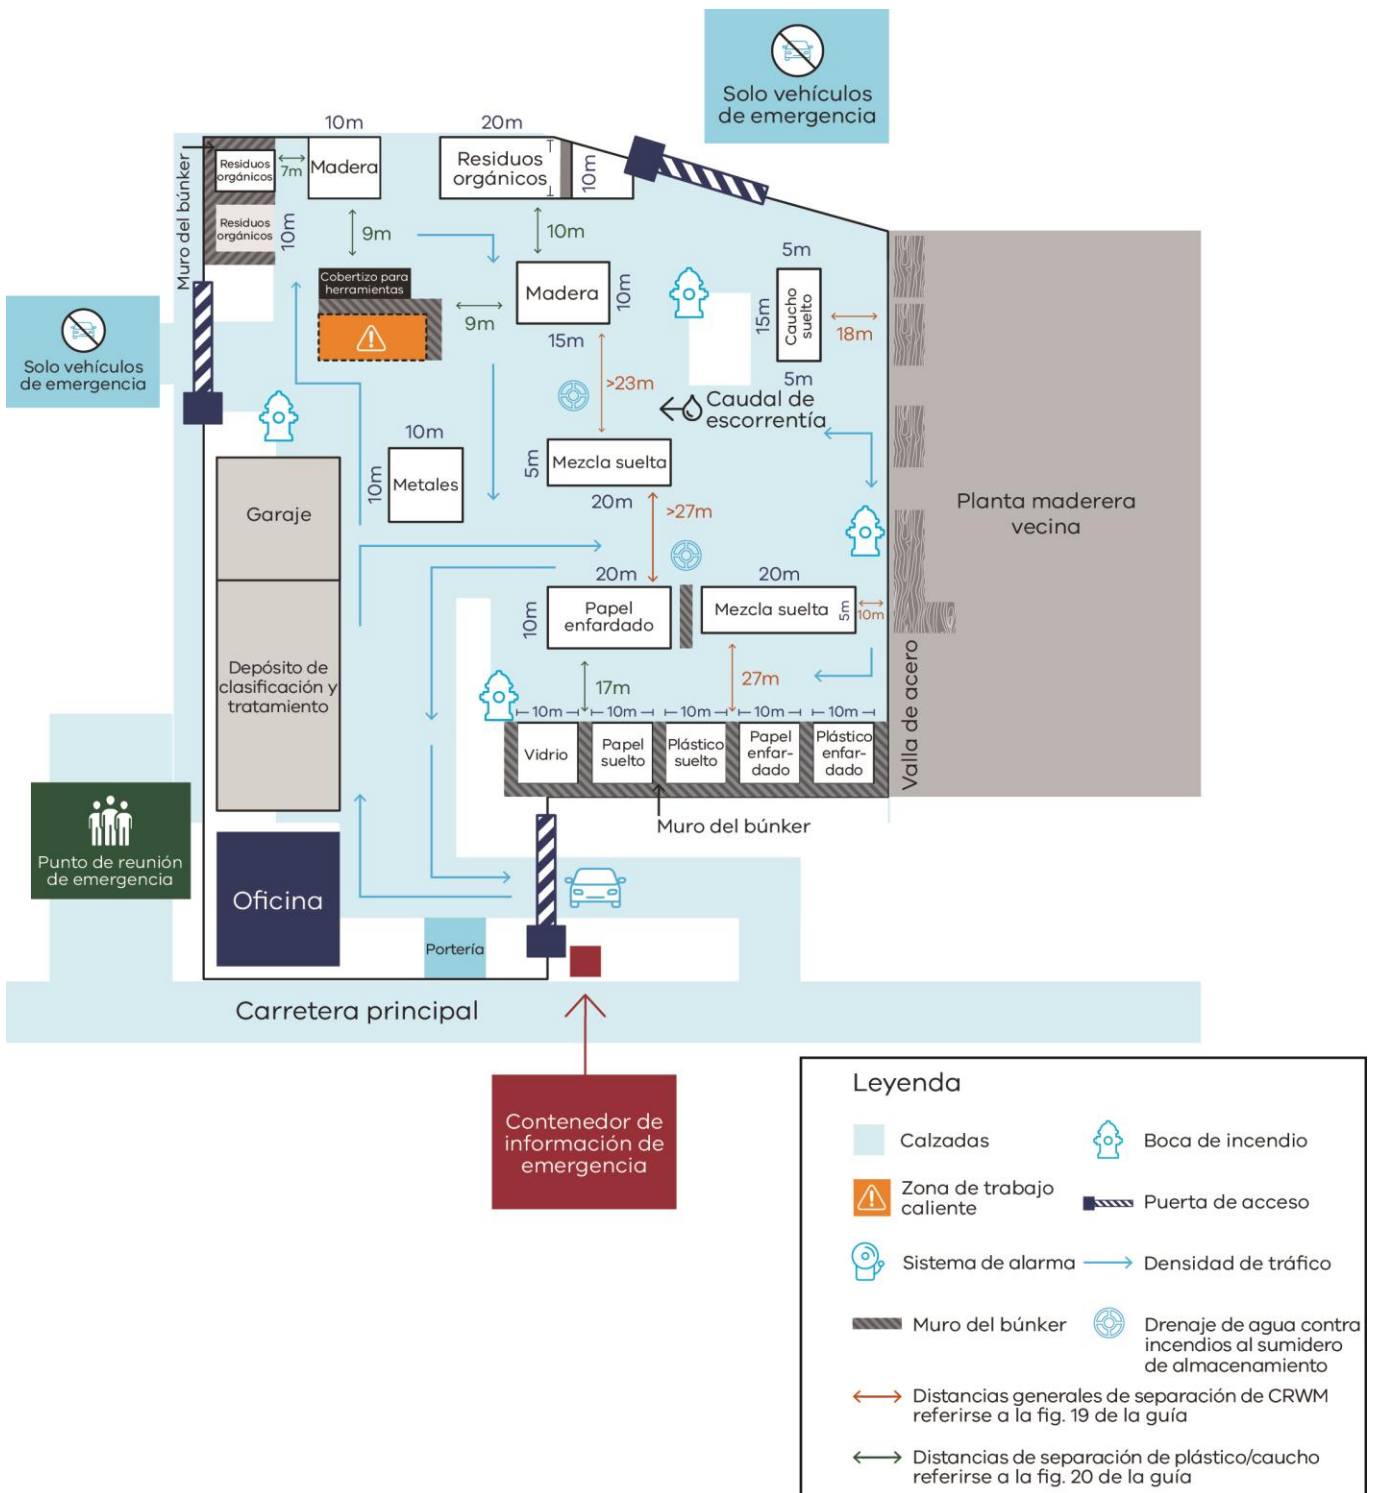 Solo vehículos
de emergencia
10m
20m
Muro del búnker
Residuos
orgánicos
7m
Madera
Residuos
orgánicos
10m
Residuos
orgánicos
10m
9m
10m
5m
Cobertizo para
herramientas
Madera
10m
15m
Caucho
suelto
18m
9m
15m
5m
Solo vehículos
de emergencia
>23m
Caudal de
escorrentía
10m
10m
Metales
5m
Mezcla suelta
20m
Garaje
>27m
Planta maderera
vecina
20m
20m
10m
Papel
enfardado
Mezcla suelta
5m
10m
Depósito de
clasificación y
tratamiento
17m
27m
Valla de acero
10m
10m
10m
10m
10m
Vidrio
Papel
suelto
Plástico
suelto
Papel
enfar-
dado
Plástico
enfar-
dado
Muro del búnker
Punto de reunión
de emergencia
Oficina
Portería
Carretera principal
Contenedor de
información de
emergencia
Leyenda
Calzadas
Boca de incendio
Zona de trabajo
caliente
Puerta de acceso
Sistema de alarma
Densidad de tráfico
Muro del búnker
Drenaje de agua contra
incendios al sumidero
de almacenamiento
Distancias generales de separación de CRWM
referirse a la fig. 19 de la guía
Distancias de separación de plástico/caucho
referirse a la fig. 20 de la guía